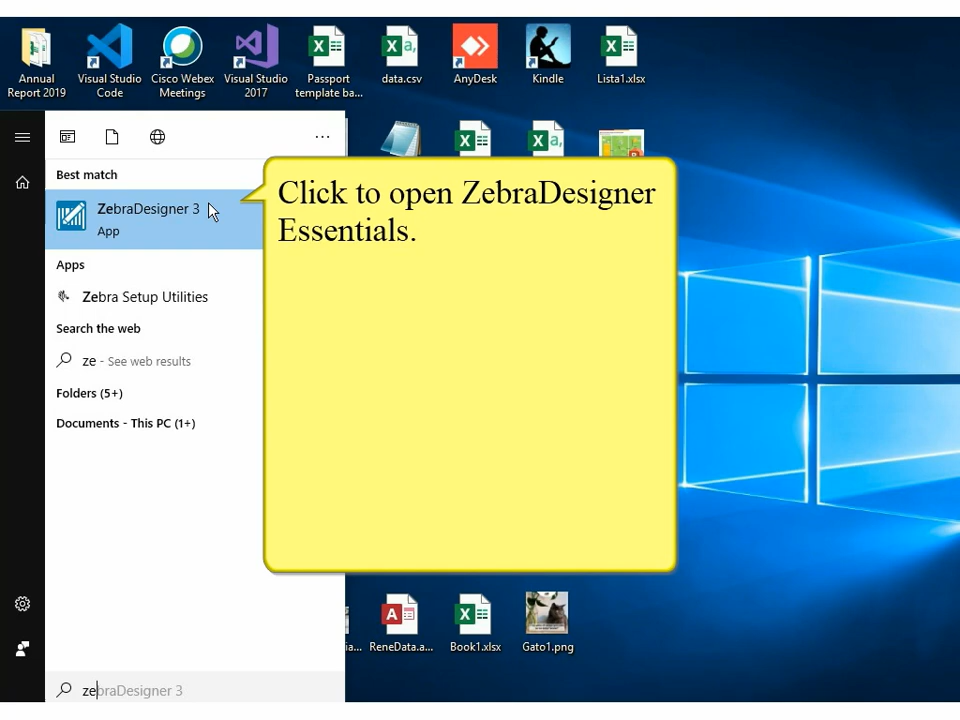 Annual
Report 2019
Visual Studio
Code
Cisco Webex
Meetings
Visual Studio
2017
Passport
template ba...
data.csv
AnyDesk
Kindle
Lista1.xlsx
...
Best match
ZebraDesigner 3
App
Apps
Zebra Setup Utilities
Search the web
ze - See web results
Folders (5+)
Documents - This PC (1+)
Click to open ZebraDesigner
Essentials.
ia...
ReneData.a...
Book1.xlsx
Gato1.png
zebraDesigner 3